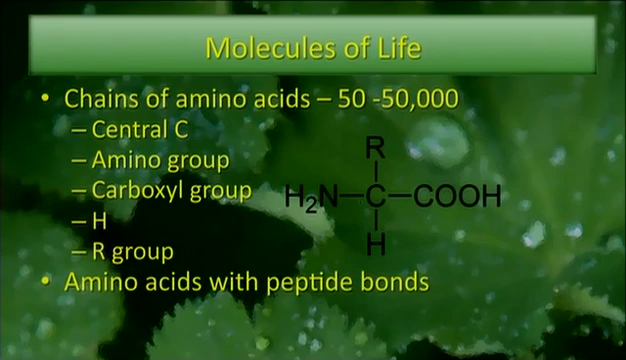 Molecules of Life
• Chains of amino acids – 50 -50,000
– Central C
– Amino group
– Carboxyl group
– H
– R group
• Amino acids with peptide bonds
R
H₂N—C—COOH
H